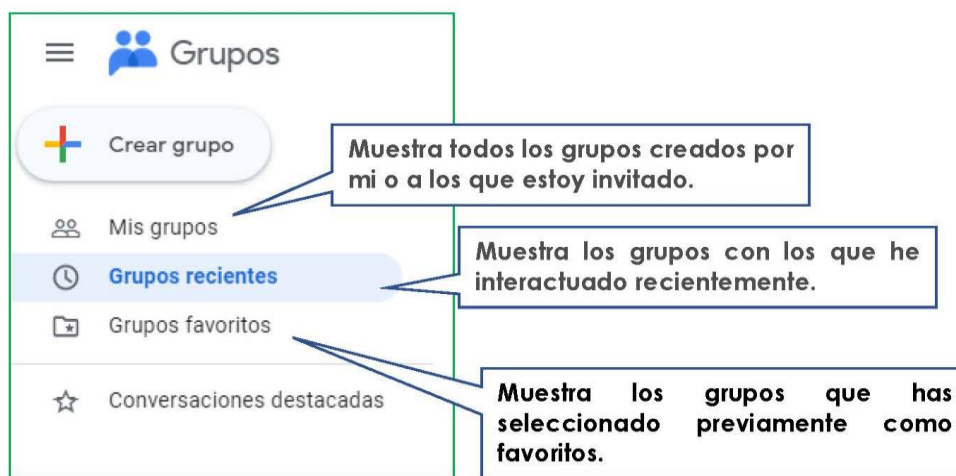 Grupos
Crear grupo
Muestra todos los grupos creados por
mi o a los que estoy invitado.
Mis grupos
Muestra los grupos con los que he
interactuado recientemente.
Grupos recientes
Grupos favoritos
Muestra los grupos que has
seleccionado previamente como
favoritos.
Conversaciones destacadas